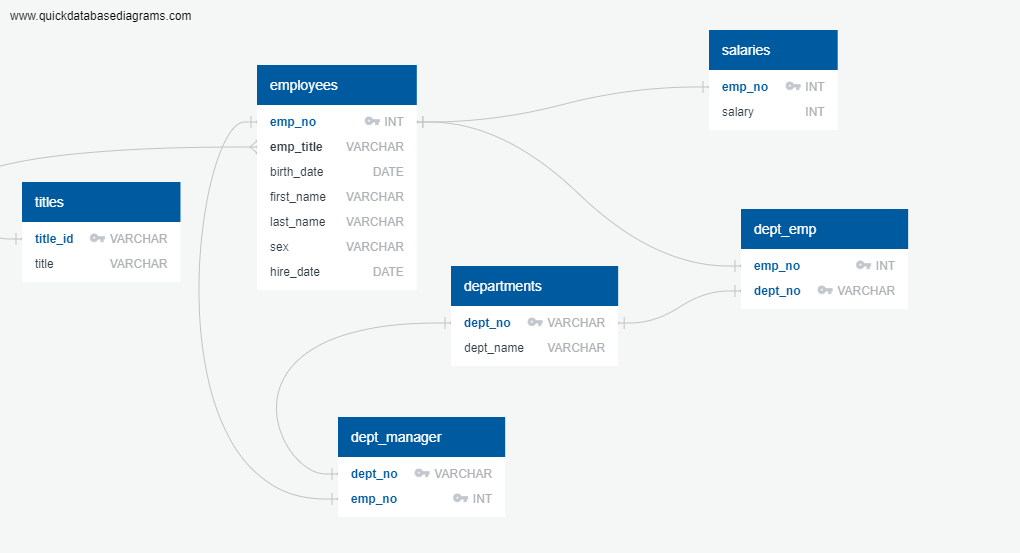 www.quickdatabasediagrams.com
employees
emp_no INT
emp_title VARCHAR
birth_date DATE
first_name VARCHAR
last_name VARCHAR
sex VARCHAR
hire_date DATE
salaries
emp_no INT
salary INT
titles
title_id VARCHAR
title VARCHAR
dept_emp
emp_no INT
dept_no VARCHAR
departments
dept_no VARCHAR
dept_name VARCHAR
dept_manager
dept_no VARCHAR
emp_no INT